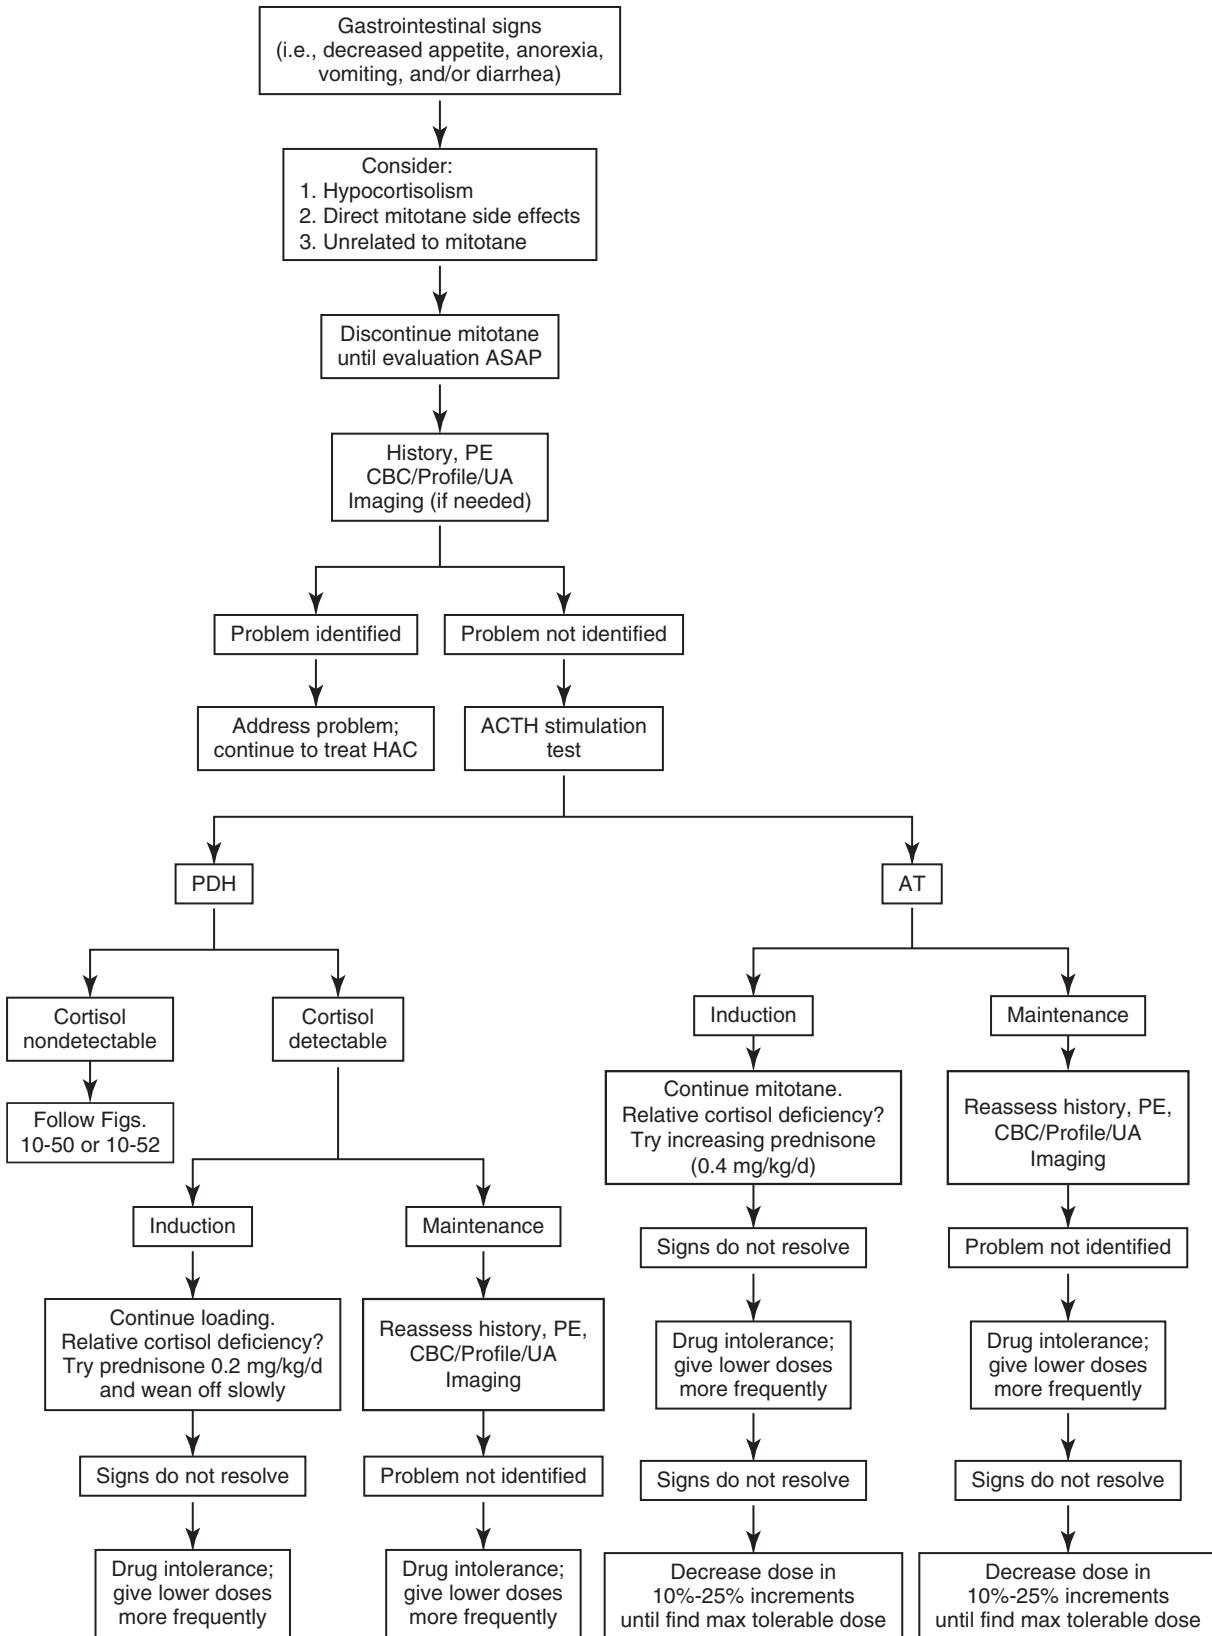 Gastrointestinal signs
(i.e., decreased appetite, anorexia,
vomiting, and/or diarrhea)
Consider:
1. Hypocortisolism
2. Direct mitotane side effects
3. Unrelated to mitotane
Discontinue mitotane
until evaluation ASAP
History, PE
CBC/Profile/UA
Imaging (if needed)
Problem identified
Problem not identified
Address problem;
continue to treat HAC
ACTH stimulation
test
PDH
AT
Cortisol
nondetectable
Cortisol
detectable
Induction
Maintenance
Follow Figs.
10-50 or 10-52
Continue mitotane.
Relative cortisol deficiency?
Try increasing prednisone
(0.4 mg/kg/d)
Reassess history, PE,
CBC/Profile/UA
Imaging
Induction
Maintenance
Signs do not resolve
Problem not identified
Continue loading.
Relative cortisol deficiency?
Try prednisone 0.2 mg/kg/d
and wean off slowly
Reassess history, PE,
CBC/Profile/UA
Imaging
Drug intolerance;
give lower doses
more frequently
Drug intolerance;
give lower doses
more frequently
Signs do not resolve
Problem not identified
Signs do not resolve
Signs do not resolve
Drug intolerance;
give lower doses
more frequently
Drug intolerance;
give lower doses
more frequently
Decrease dose in
10%-25% increments
until find max tolerable dose
Decrease dose in
10%-25% increments
until find max tolerable dose